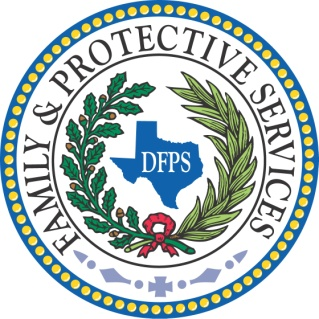 FAMILY & PROTECTIVE SERVICES
DFPS